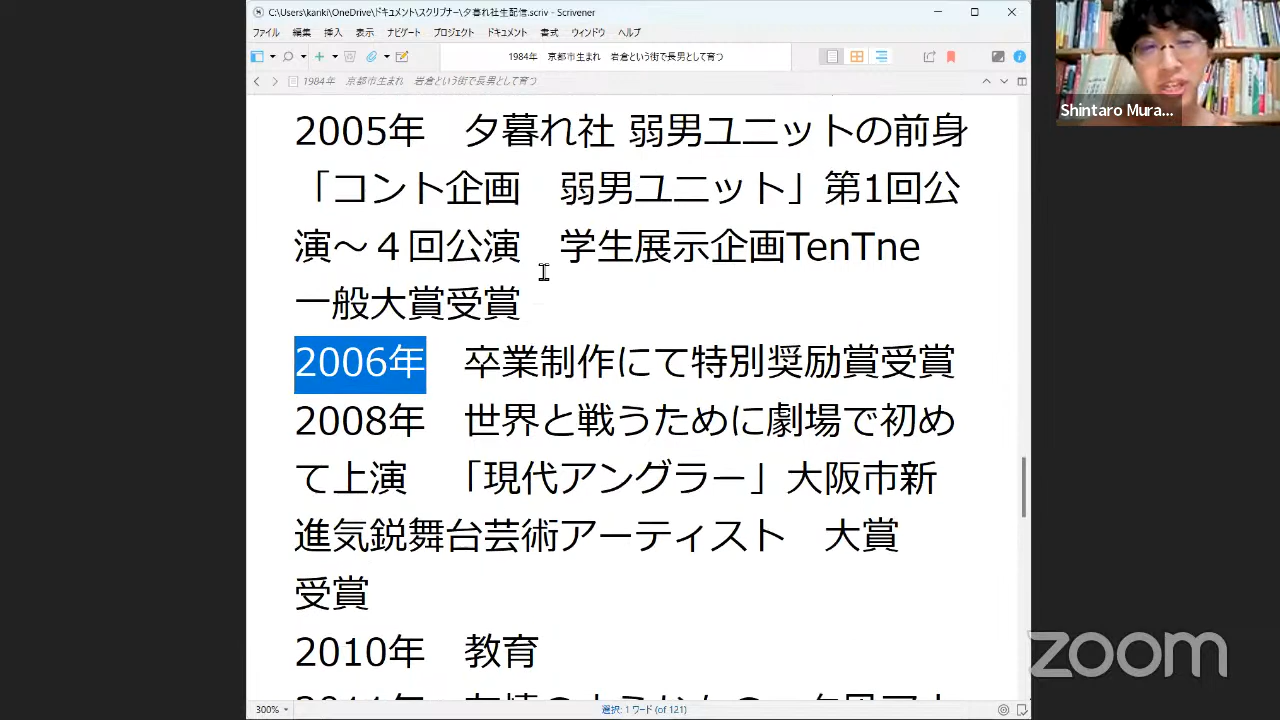 C:\Users\kanki\OneDrive\ドキュメント\スクリプナー\夕暮れ社生配信.scriv - Scrivener
ファイル 編集 挿入 表示 ナビゲート プロジェクト ドキュメント 書式 ウィンドウ ヘルプ
1984年　京都市生まれ　岩倉という街で長男として育つ
1984年　京都市生まれ　岩倉という街で長男として育つ
2005年　夕暮れ社 弱男ユニットの前身
「コント企画　弱男ユニット」第1回公
演～４回公演　学生展示企画TenTne
一般大賞受賞
2006年　卒業制作にて特別奨励賞受賞
2008年　世界と戦うために劇場で初め
て上演　「現代アングラー」大阪市新
進気鋭舞台芸術アーティスト　大賞
受賞
2010年　教育
300%
選択: 1 ワード (of 121)
Shintaro Mura...
zoom